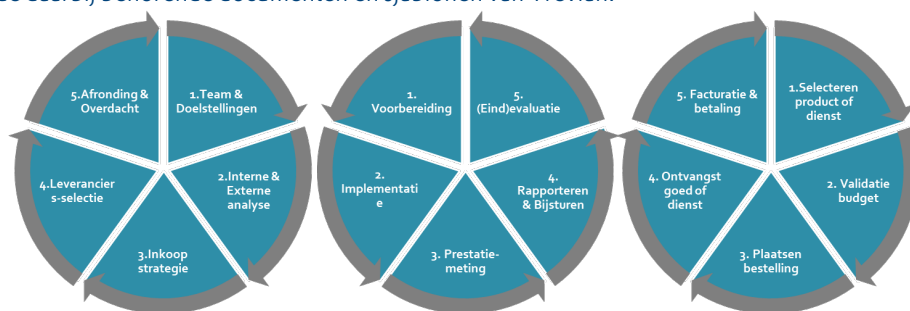 5.Afronding &
Overdacht
1.Team &
Doelstellingen
2.Interne &
Externe
analyse
3.Inkoop
strategie
4.Leverancier
s-selectie
1.
Voorbereiding
2.
Implementati
e
3. Prestatie-
meting
4.
Rapporteren
& Bijsturen
5.
(Eind)evaluatie
5. Facturatie &
betaling
1.Selecteren
product of
dienst
2. Validatie
budget
3. Plaatsen
bestelling
4. Ontvangst
goed of
dienst